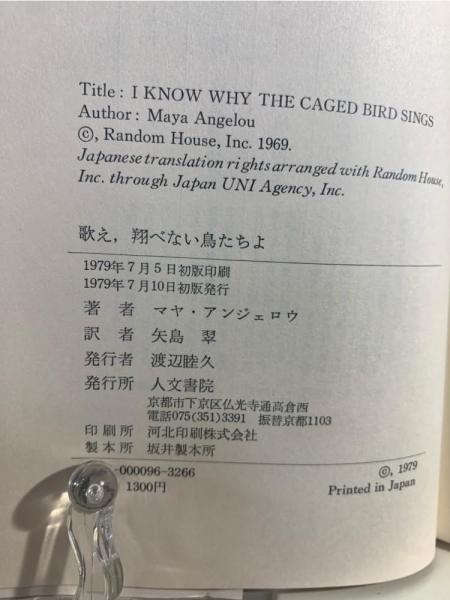 Title : I KNOW WHY THE CAGED BIRD SINGS
Author : Maya Angelou
©, Random House, Inc. 1969.
Japanese translation rights arranged with Random House,
Inc. through Japan UNI Agency, Inc.
歌え，翔べない鳥たちよ
1979年7月5日初版印刷
1979年7月10日初版発行
著者 マヤ・アンジェロウ
訳者 矢島 翠
発行者 渡辺睦久
発行所 人文書院
京都市下京区仏光寺通高倉西
電話075(351)3391 振替京都1103
印刷所 河北印刷株式会社
製本所 坂井製本所
-000096-3266
1300円
©, 1979
Printed in Japan